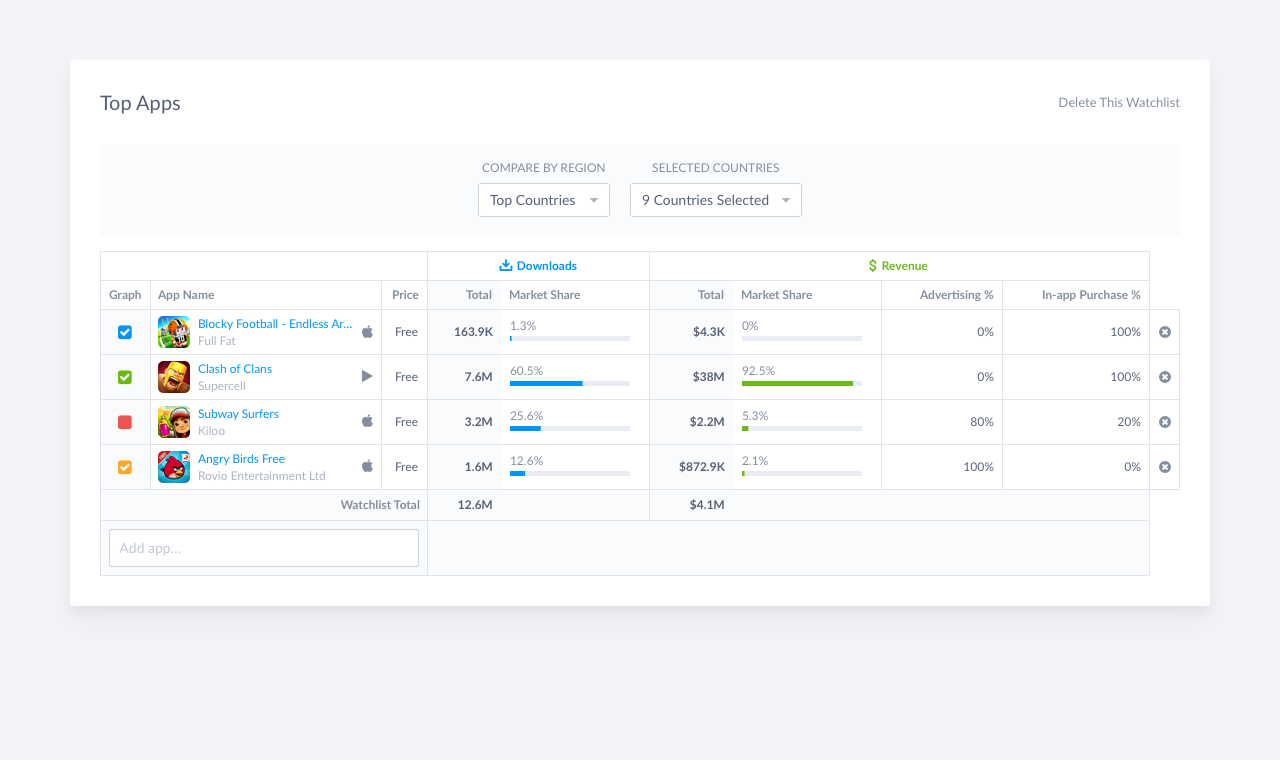 Top Apps
Delete This Watchlist
COMPARE BY REGION SELECTED COUNTRIES
Top Countries 9 Countries Selected
Downloads $ Revenue
Graph App Name Price Total Market Share Total Market Share Advertising % In-app Purchase %
Blocky Football - Endless Ar...
Full Fat
Free 163.9K 1.3% $4.3K 0% 0% 100%
Clash of Clans
Supercell
Free 7.6M 60.5% $38M 92.5% 0% 100%
Subway Surfers
Kiloo
Free 3.2M 25.6% $2.2M 5.3% 80% 20%
Angry Birds Free
Rovio Entertainment Ltd
Free 1.6M 12.6% $872.9K 2.1% 100% 0%
Watchlist Total 12.6M $4.1M
Add app...